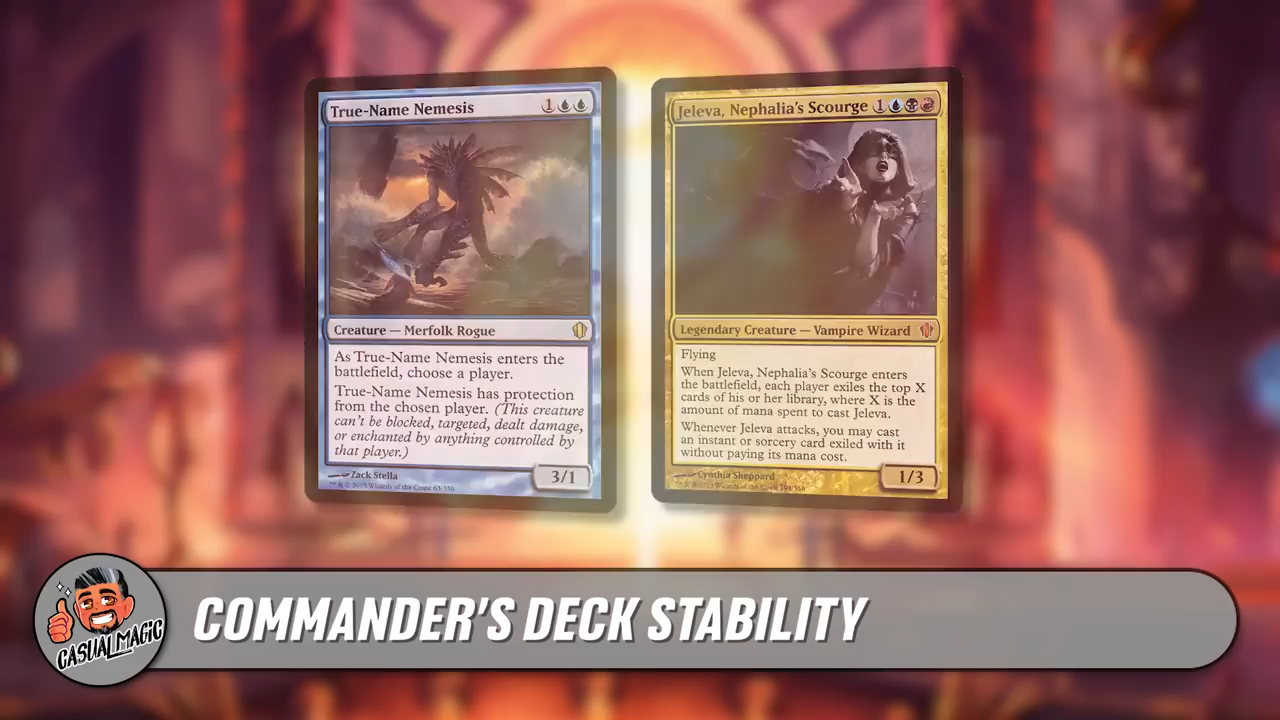 True-Name Nemesis 1
Creature — Merfolk Rogue
As True-Name Nemesis enters the
battlefield, choose a player.
True-Name Nemesis has protection
from the chosen player. (This creature
can't be blocked, targeted, dealt damage,
or enchanted by anything controlled by
that player.)
Zack Stella
3/1
Jeleva, Nephalia's Scourge 1
Legendary Creature — Vampire Wizard
Flying
When Jeleva, Nephalia's Scourge enters
the battlefield, each player exiles the top X
cards of his or her library, where X is the
amount of mana spent to cast Jeleva.
Whenever Jeleva attacks, you may cast
an instant or sorcery card exiled with it
without paying its mana cost.
Cynthia Sheppard
1/3
CASUAL MAGIC
COMMANDER'S DECK STABILITY